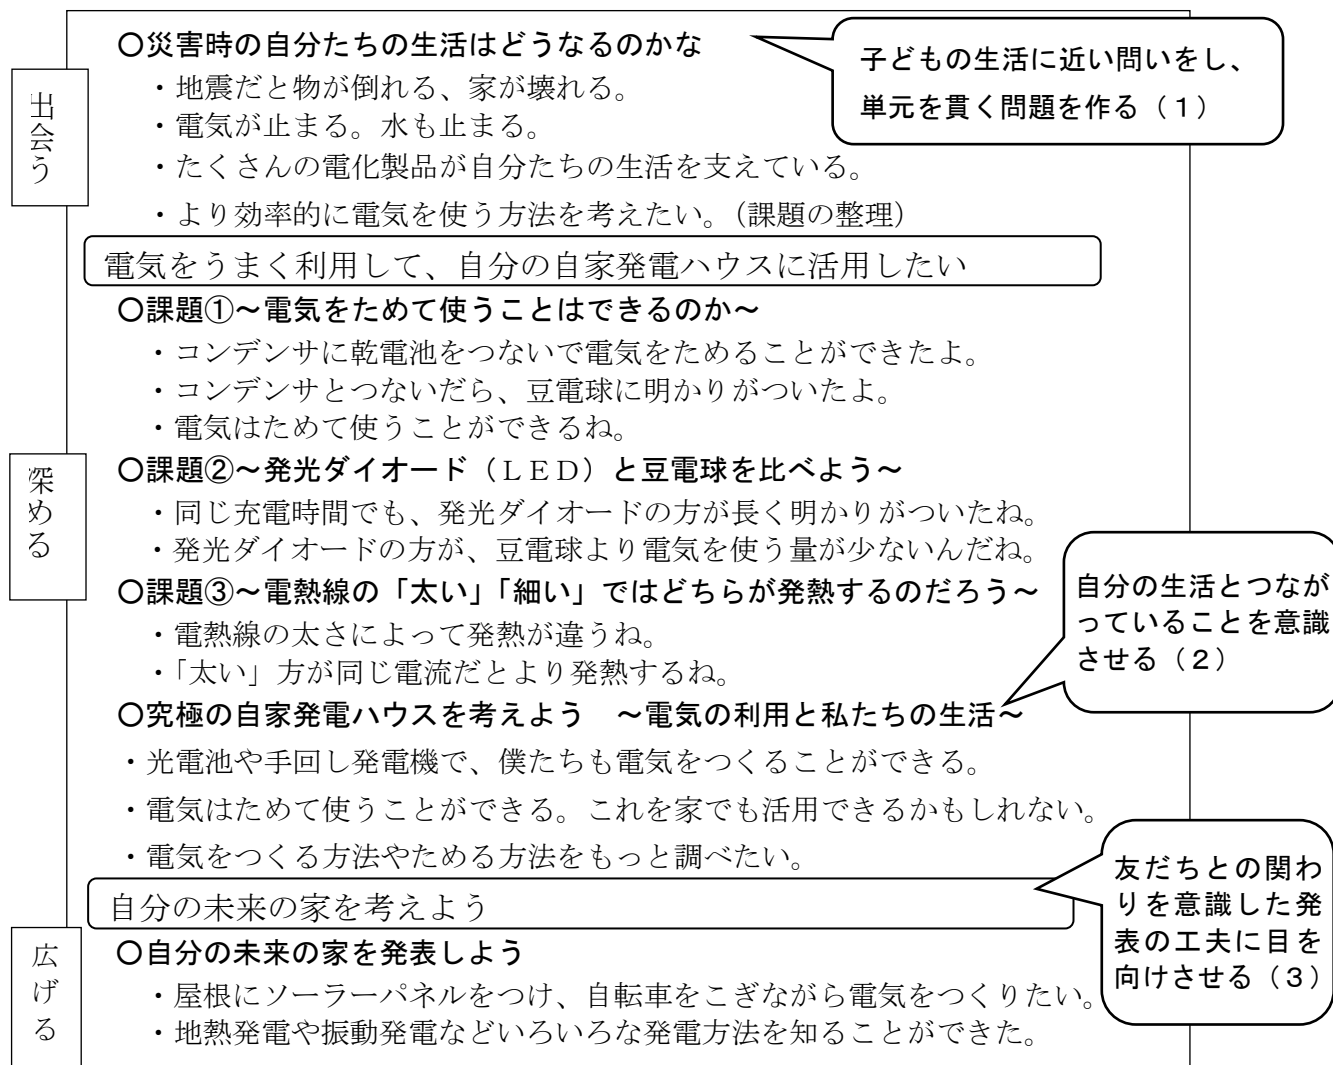 出会う
〇災害時の自分たちの生活はどうなるのかな
・地震だと物が倒れる、家が壊れる。
・電気が止まる。水も止まる。
・たくさんの電化製品が自分たちの生活を支えている。
・より効率的に電気を使う方法を考えたい。（課題の整理）
子どもの生活に近い問いをし、
単元を貫く問題を作る（１）
電気をうまく利用して、自分の自家発電ハウスに活用したい
深める
〇課題①～電気をためて使うことはできるのか～
・コンデンサに乾電池をつないで電気をためることができたよ。
・コンデンサとつないだら、豆電球に明かりがついたよ。
・電気はためて使うことができるね。
〇課題②～発光ダイオード（ＬＥＤ）と豆電球を比べよう～
・同じ充電時間でも、発光ダイオードの方が長く明かりがついたね。
・発光ダイオードの方が、豆電球より電気を使う量が少ないんだね。
〇課題③～電熱線の「太い」「細い」ではどちらが発熱するのだろう～
・電熱線の太さによって発熱が違うね。
・「太い」方が同じ電流だとより発熱するね。
自分の生活とつなが
っていることを意識
させる（２）
〇究極の自家発電ハウスを考えよう　～電気の利用と私たちの生活～
・光電池や手回し発電機で、僕たちも電気をつくることができる。
・電気はためて使うことができる。これを家でも活用できるかもしれない。
・電気をつくる方法やためる方法をもっと調べたい。
自分の未来の家を考えよう
友だちとの関わ
りを意識した発
表の工夫に目を
向けさせる（３）
広げる
〇自分の未来の家を発表しよう
・屋根にソーラーパネルをつけ、自転車をこぎながら電気をつくりたい。
・地熱発電や振動発電などいろいろな発電方法を知ることができた。